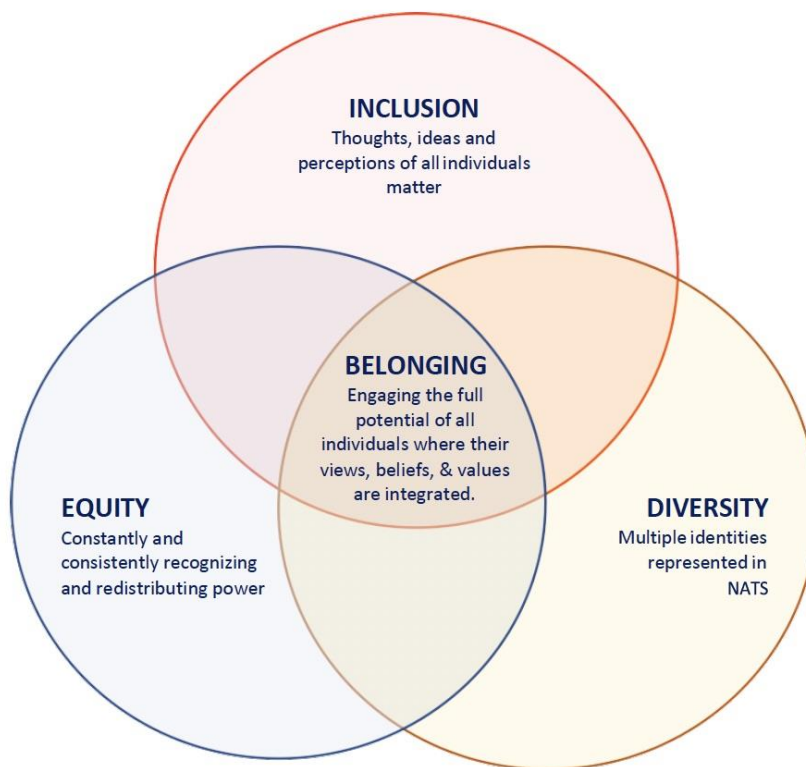 INCLUSION
Thoughts, ideas and
perceptions of all individuals
matter
BELONGING
Engaging the full
potential of all
individuals where their
views, beliefs, & values
are integrated.
EQUITY
Constantly and
consistently recognizing
and redistributing power
DIVERSITY
Multiple identities
represented in
NATS